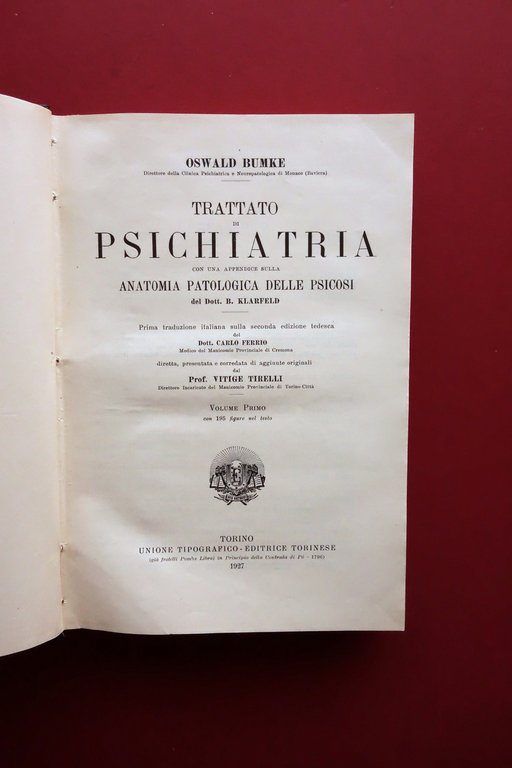 OSWALD BUMKE
Direttore della Clinica Psichiatrica e Neuropatologica di Monaco (Baviera)
TRATTATO
DI
PSICHIATRIA
CON UNA APPENDICE SULLA
ANATOMIA PATOLOGICA DELLE PSICOSI
del Dott. B. KLARFELD
Prima traduzione italiana sulla seconda edizione tedesca
del
Dott. CARLO FERRIO
Medico del Manicomio Provinciale di Cremona
diretta, presentata e corredata di aggiunte originali
dal
Prof. VITIGE TIRELLI
Direttore Incaricato del Manicomio Provinciale di Torino-Città
VOLUME PRIMO
con 195 figure nel testo
TORINO
UNIONE TIPOGRAFICO-EDITRICE TORINESE
(già fratelli Pomba Librai in Principio della Contrada di Po - 1796)
1927